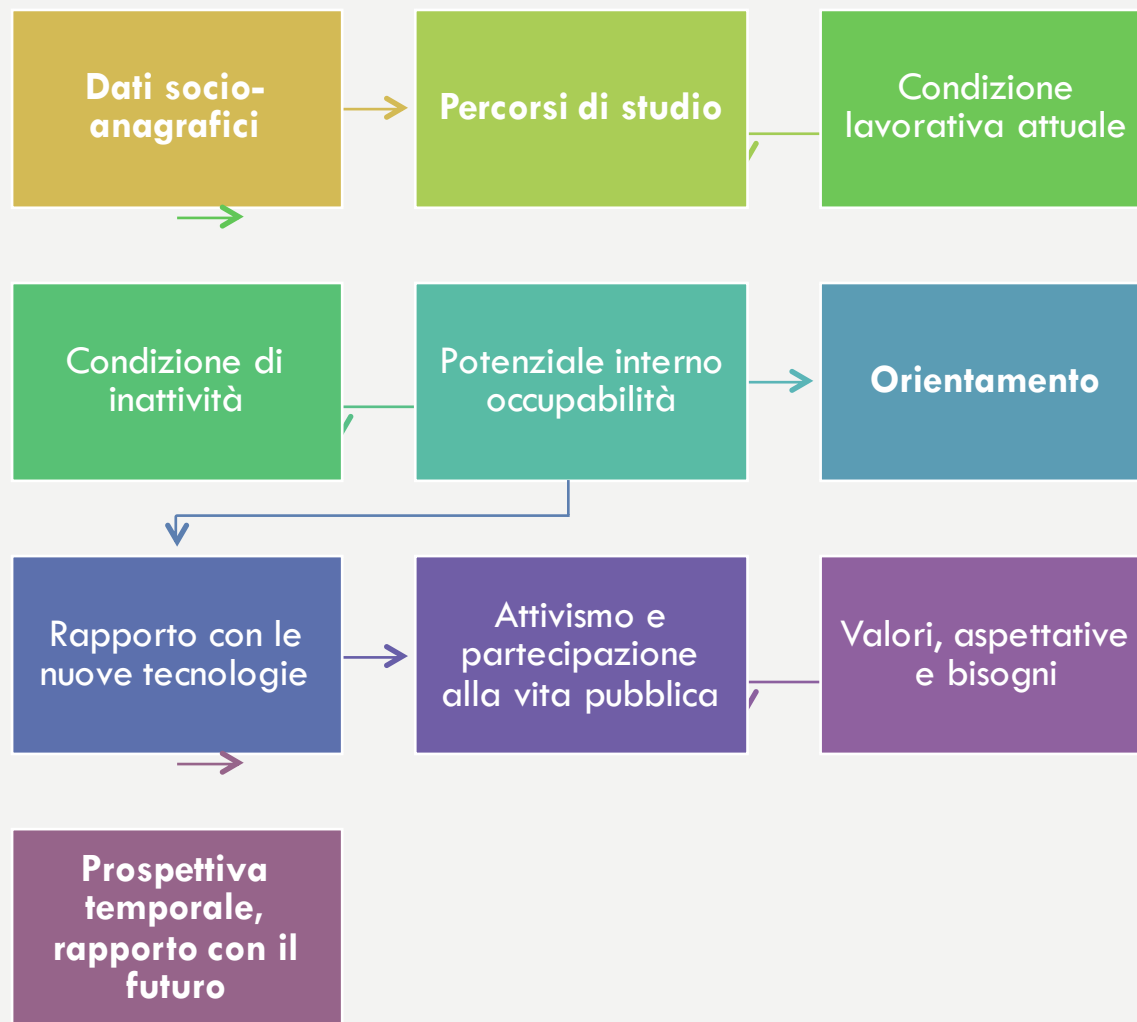 Dati socio-
anagrafici
Percorsi di studio
Condizione
lavorativa attuale
Condizione di
inattività
Potenziale interno
occupabilità
Orientamento
Rapporto con le
nuove tecnologie
Attivismo e
partecipazione
alla vita pubblica
Valori, aspettative
e bisogni
Prospettiva
temporale,
rapporto con il
futuro